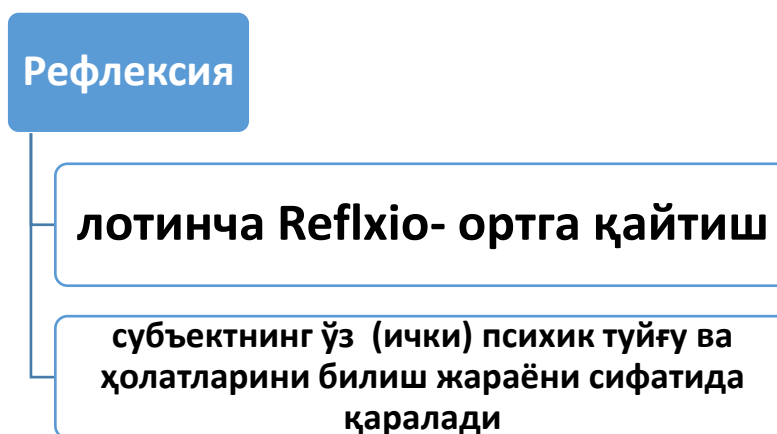 Рефлексия
лотинча Reflxio- ортга қайтиш
субъектнинг ўз (ички) психик туйғу ва
ҳолатларини билиш жараёни сифатида
қаралади